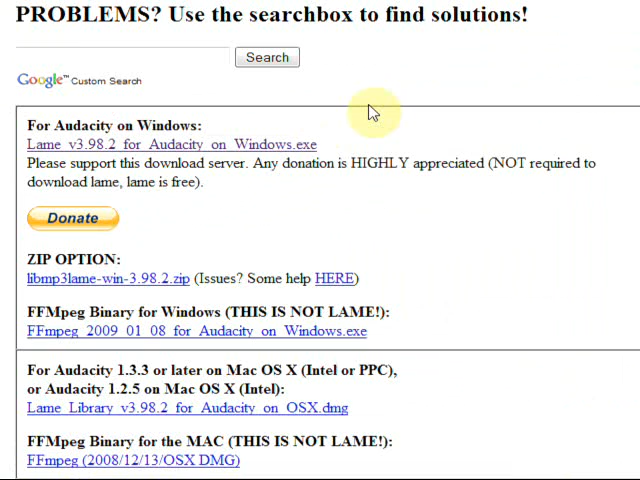 PROBLEMS? Use the searchbox to find solutions!
Search
Google™ Custom Search
For Audacity on Windows:
Lame_v3.98.2_for_Audacity_on_Windows.exe
Please support this download server. Any donation is HIGHLY appreciated (NOT required to
download lame, lame is free).
Donate
ZIP OPTION:
libmp3lame-win-3.98.2.zip (Issues? Some help HERE)
FFMpeg Binary for Windows (THIS IS NOT LAME!):
FFmpeg_2009_01_08_for_Audacity_on_Windows.exe
For Audacity 1.3.3 or later on Mac OS X (Intel or PPC),
or Audacity 1.2.5 on Mac OS X (Intel):
Lame_Library_v3.98.2_for_Audacity_on_OSX.dmg
FFMpeg Binary for the MAC (THIS IS NOT LAME!):
FFmpeg (2008/12/13/OSX DMG)